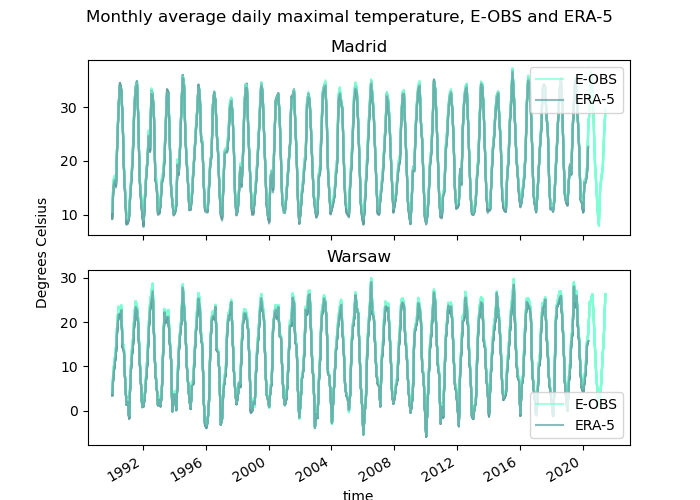 Monthly average daily maximal temperature, E-OBS and ERA-5
Madrid
30
20
10
E-OBS
ERA-5
Degrees Celsius
Warsaw
30
20
10
0
E-OBS
ERA-5
1992 1996 2000 2004 2008 2012 2016 2020
time